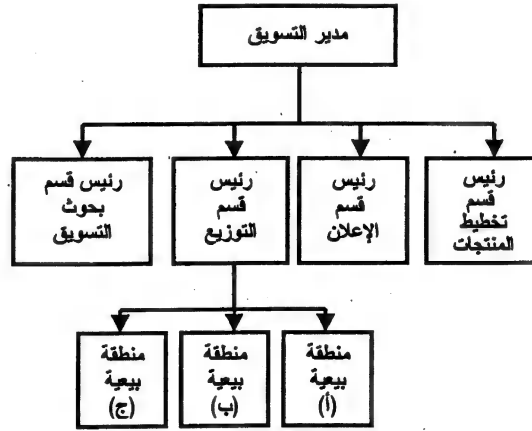 مدير التسويق
رئيس
قسم
تخطيط
المنتجات
رئيس
قسم
الإعلان
رئيس
قسم
التوزيع
رئيس قسم
بحوث
التسويق
منطقة
بيعية
(أ)
منطقة
بيعية
(ب)
منطقة
بيعية
(ج)